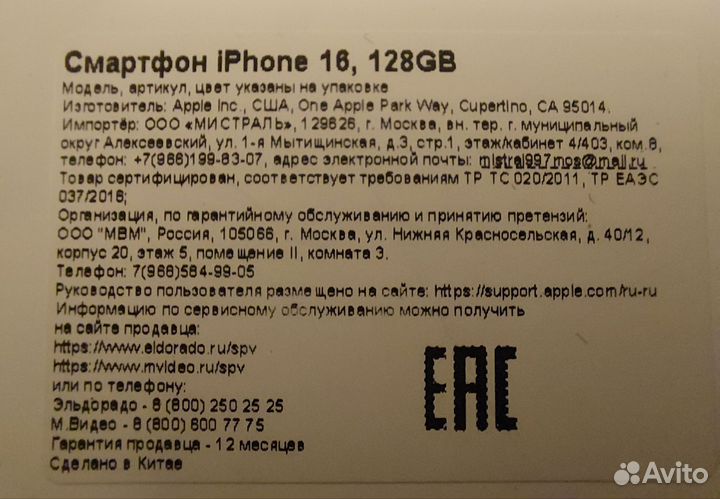 Смартфон iPhone 16, 128GB
Модель, артикул, цвет указаны на упаковке
Изготовитель: Apple Inc., США, One Apple Park Way, Cupertino, CA 95014.
Импортёр: ООО «МИСТРАЛЬ», 129626, г. Москва, вн. тер. г. муниципальный
округ Алексеевский, ул. 1-я Мытищинская, д.3, стр.1, этаж/кабинет 4/403, ком.8,
телефон: +7(966)199-83-07, адрес электронной почты: mistral997.mos@mail.ru
Товар сертифицирован, соответствует требованиям ТР ТС 020/2011, ТР ЕАЭС
037/2016;
Организация, по гарантийному обслуживанию и принятию претензий:
ООО "МВМ", Россия, 105066, г. Москва, ул. Нижняя Красносельская, д. 40/12,
корпус 20, этаж 5, помещение II, комната 3.
Телефон: 7(966)584-99-05
Руководство пользователя размещено на сайте: https://support.apple.com/ru-ru
Информацию по сервисному обслуживанию можно получить
на сайте продавца:
https://www.eldorado.ru/spv
https://www.mvideo.ru/spv
или по телефону:
Эльдорадо - 8 (800) 250 25 25
М.Видео - 8 (800) 600 77 75
Гарантия продавца - 12 месяцев
Сделано в Китае
EAC
Avito